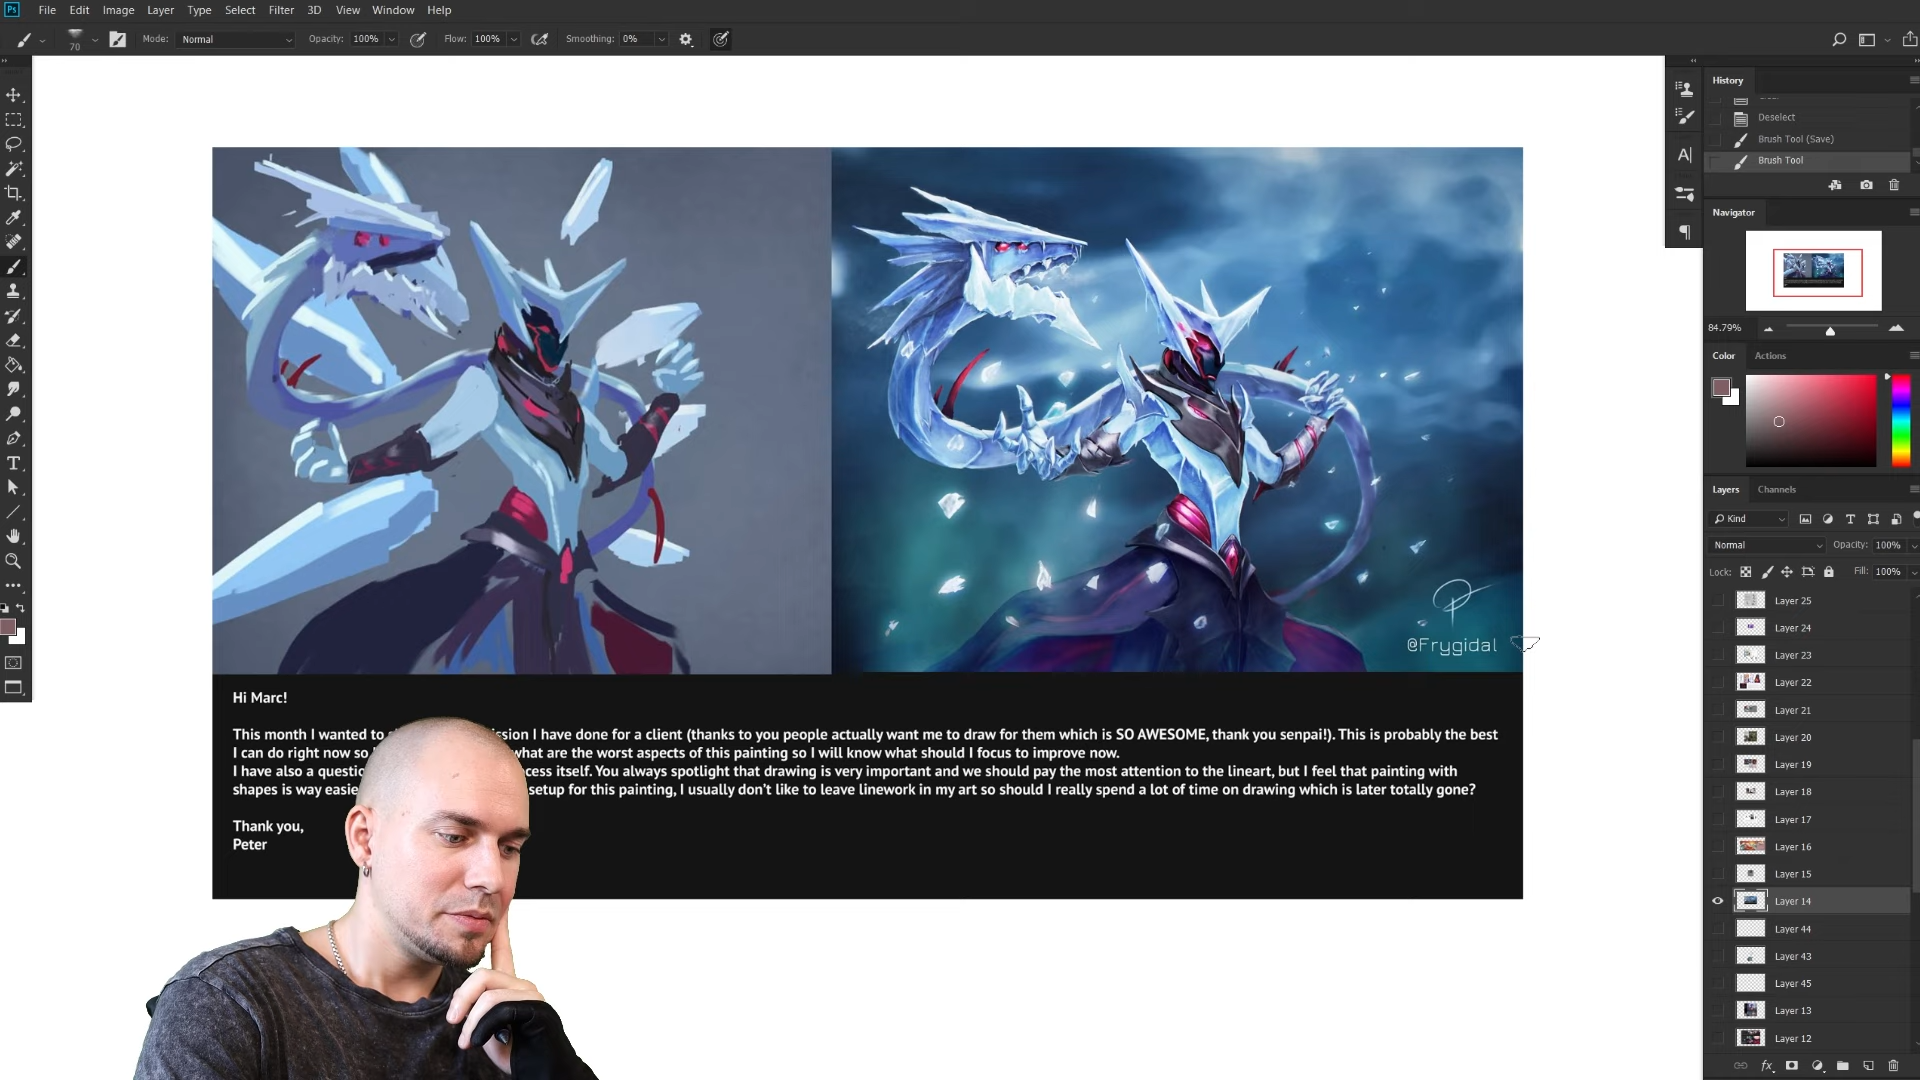 File Edit Image Layer Type Select Filter 3D View Window Help
70 Mode: Normal Opacity: 100% Flow: 100% Smoothing: 0%
History
Deselect
Brush Tool (Save)
Brush Tool
Navigator
84.79%
Color Actions
Layers Channels
Kind
Normal Opacity: 100%
Lock: Fill: 100%
Layer 25
Layer 24
Layer 23
Layer 22
Layer 21
Layer 20
Layer 19
Layer 18
Layer 17
Layer 16
Layer 15
Layer 14
Layer 44
Layer 43
Layer 45
Layer 13
Layer 12
@Frygidal
Hi Marc!
This month I wanted to ssion I have done for a client (thanks to you people actually want me to draw for them which is SO AWESOME, thank you senpai!). This is probably the best
I can do right now so what are the worst aspects of this painting so I will know what should I focus to improve now.
I have also a questio cess itself. You always spotlight that drawing is very important and we should pay the most attention to the lineart, but I feel that painting with
shapes is way easie setup for this painting, I usually don't like to leave linework in my art so should I really spend a lot of time on drawing which is later totally gone?
Thank you,
Peter